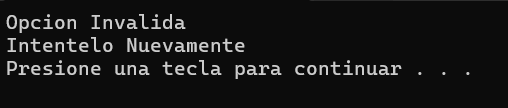 Opcion Invalida
Intentelo Nuevamente
Presione una tecla para continuar . . .